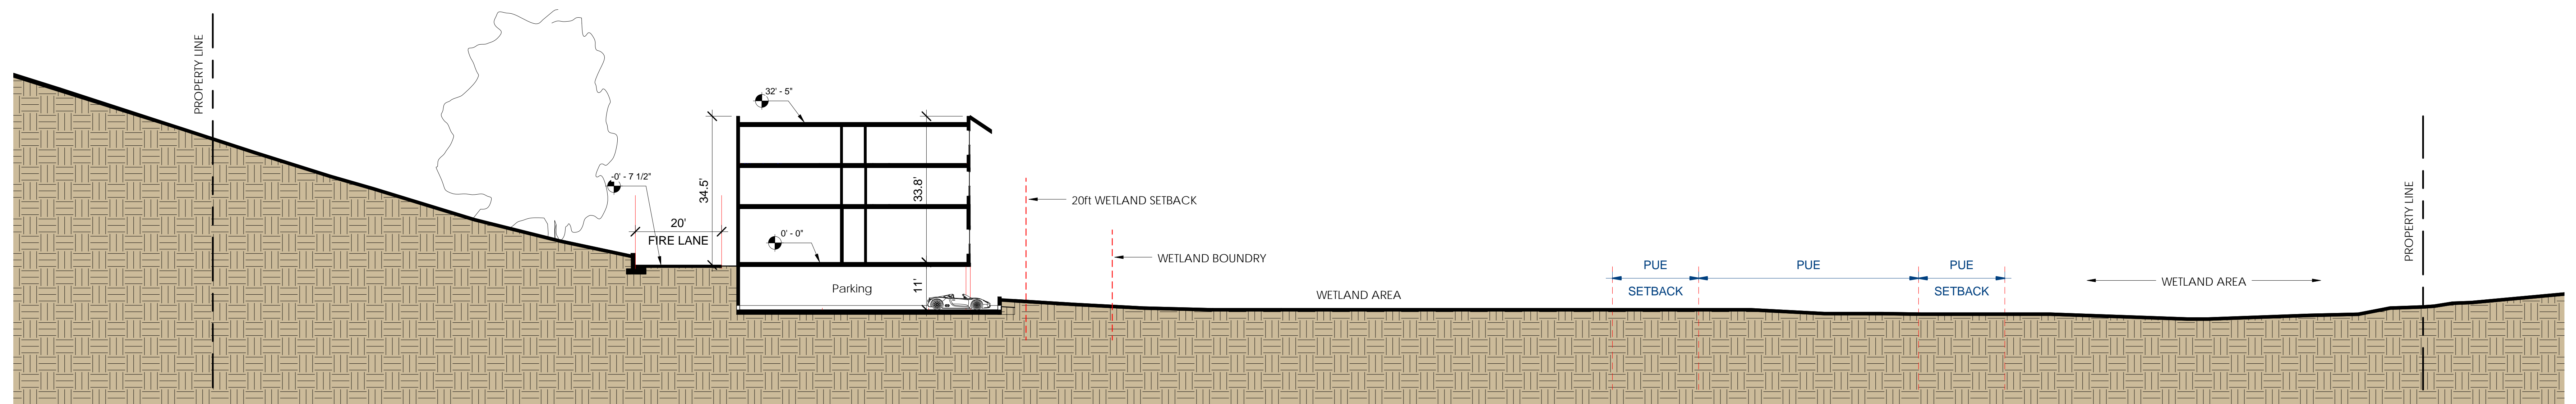 PROPERTY LINE
32' - 5"
-0' - 7 1/2"
34.5'
33.8'
20'
FIRE LANE
0' - 0"
Parking
11'
20ft WETLAND SETBACK
WETLAND BOUNDRY
WETLAND AREA
PUE
SETBACK
PUE
PUE
SETBACK
WETLAND AREA
PROPERTY LINE